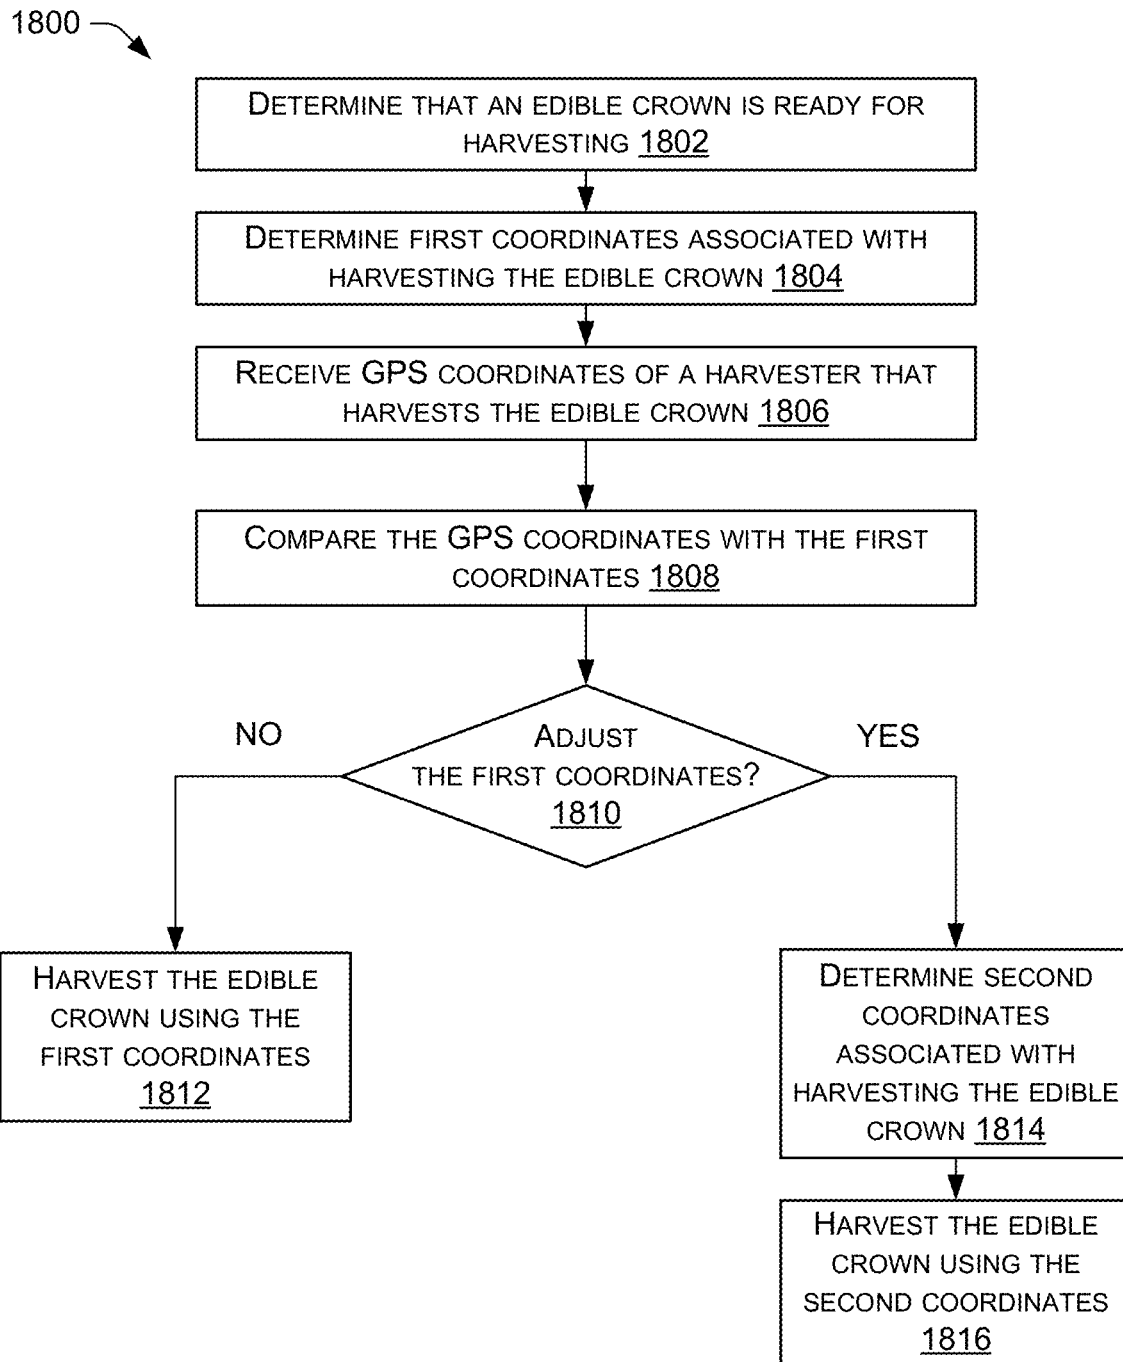 1800
DETERMINE THAT AN EDIBLE CROWN IS READY FOR
HARVESTING 1802
DETERMINE FIRST COORDINATES ASSOCIATED WITH
HARVESTING THE EDIBLE CROWN 1804
RECEIVE GPS COORDINATES OF A HARVESTER THAT
HARVESTS THE EDIBLE CROWN 1806
COMPARE THE GPS COORDINATES WITH THE FIRST
COORDINATES 1808
NO
ADJUST
THE FIRST COORDINATES?
1810
YES
HARVEST THE EDIBLE
CROWN USING THE
FIRST COORDINATES
1812
DETERMINE SECOND
COORDINATES
ASSOCIATED WITH
HARVESTING THE EDIBLE
CROWN 1814
HARVEST THE EDIBLE
CROWN USING THE
SECOND COORDINATES
1816